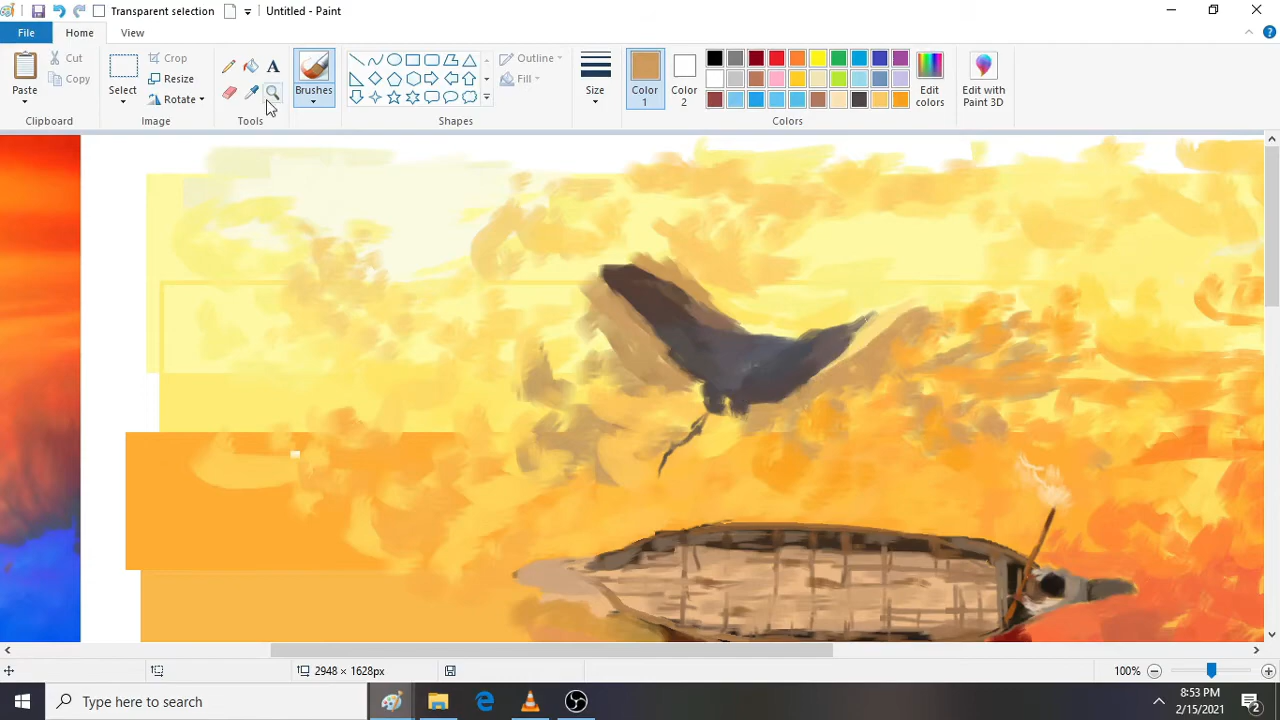 Transparent selection
Untitled - Paint
File
Home
View
Paste
Cut
Copy
Clipboard
Select
Crop
Resize
Rotate
Image
A
Tools
Brushes
Outline
Fill
Shapes
Size
Color
1
Color
2
Edit
colors
Colors
Edit with
Paint 3D
2948 × 1628px
100%
Type here to search
8:53 PM
2/15/2021
2